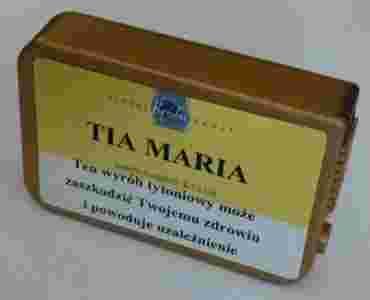 TIA MARIA
Ten wyrób tytoniowy może
zaszkodzić Twojemu zdrowiu
i powoduje uzależnienie